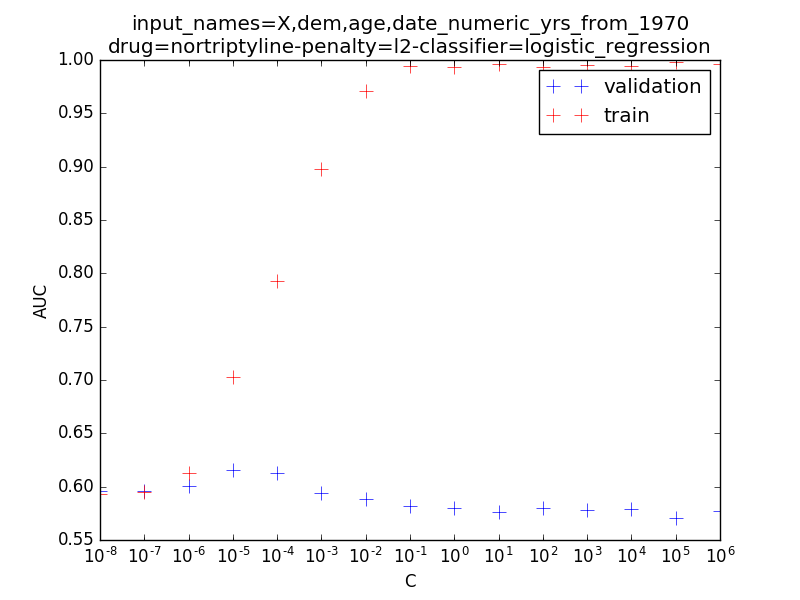 input_names=X,dem,age,date_numeric_yrs_from_1970
drug=nortriptyline-penalty=l2-classifier=logistic_regression
validation
train
1.00
0.95
0.90
0.85
0.80
0.75
0.70
0.65
0.60
0.55
AUC
10^-8 10^-7 10^-6 10^-5 10^-4 10^-3 10^-2 10^-1 10^0 10^1 10^2 10^3 10^4 10^5 10^6
C